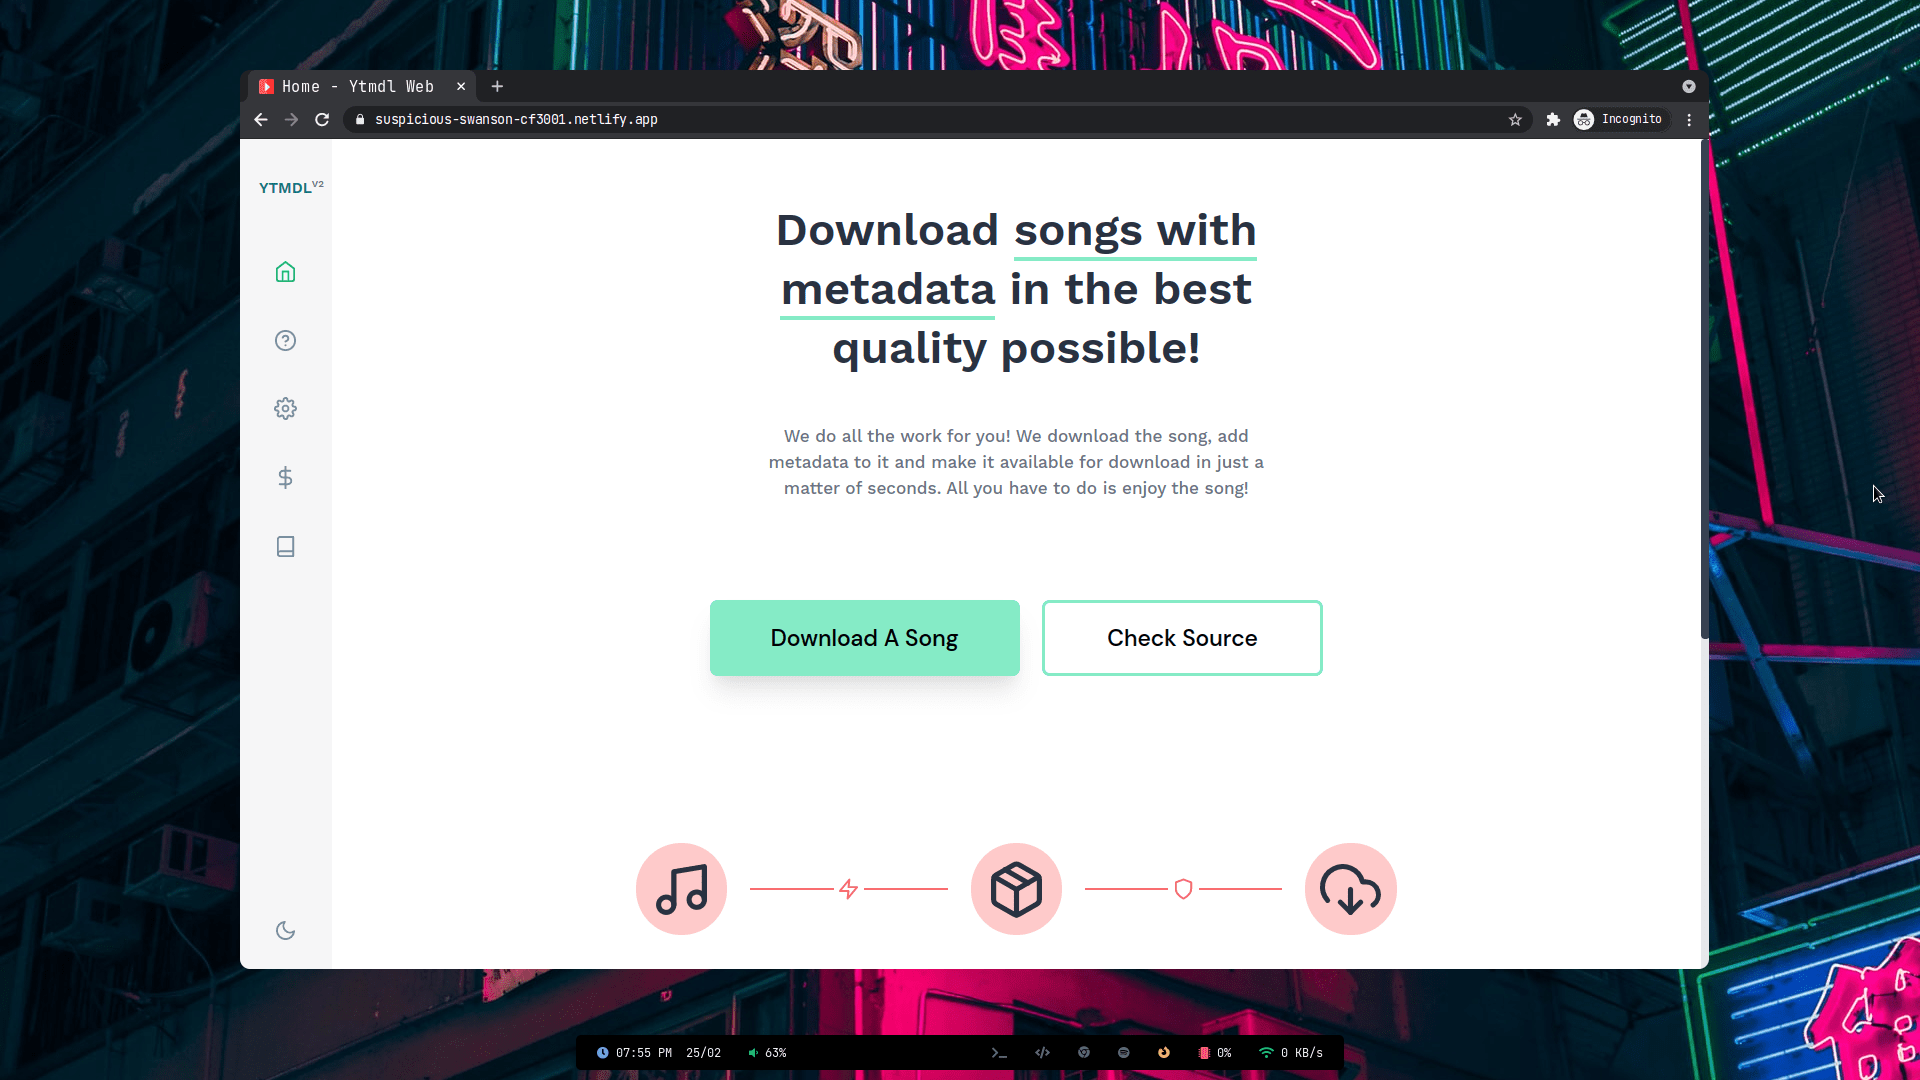 Home - Ytmdl Web
suspicious-swanson-cf3001.netlify.app
Incognito
YTMDLV2
Download songs with
metadata in the best
quality possible!
We do all the work for you! We download the song, add
metadata to it and make it available for download in just a
matter of seconds. All you have to do is enjoy the song!
Download A Song
Check Source
07:55 PM 25/02 63% 0% 0 KB/s